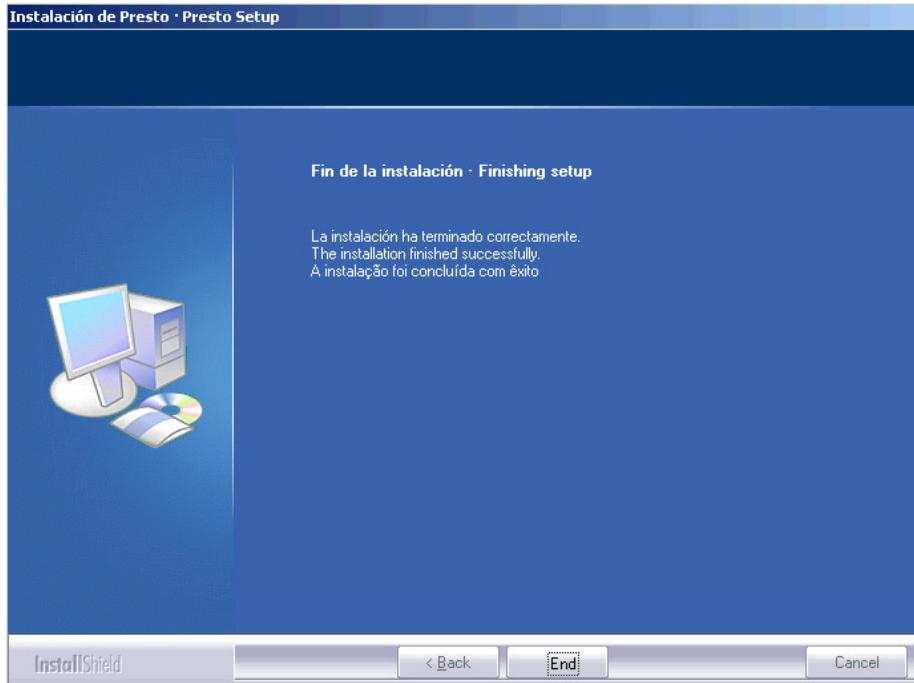 Instalación de Presto · Presto Setup
Fin de la instalación · Finishing setup
La instalación ha terminado correctamente.
The installation finished successfully.
A instalação foi concluída com êxito
InstallShield
< Back
End
Cancel